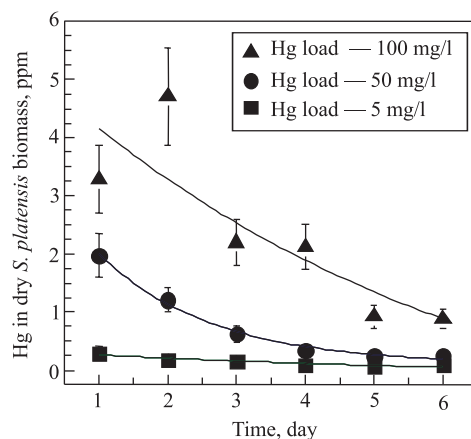 6
5
4
3
2
1
0
Hg in dry S. platensis biomass, ppm
Hg load — 100 mg/l
Hg load — 50 mg/l
Hg load — 5 mg/l
1 2 3 4 5 6
Time, day